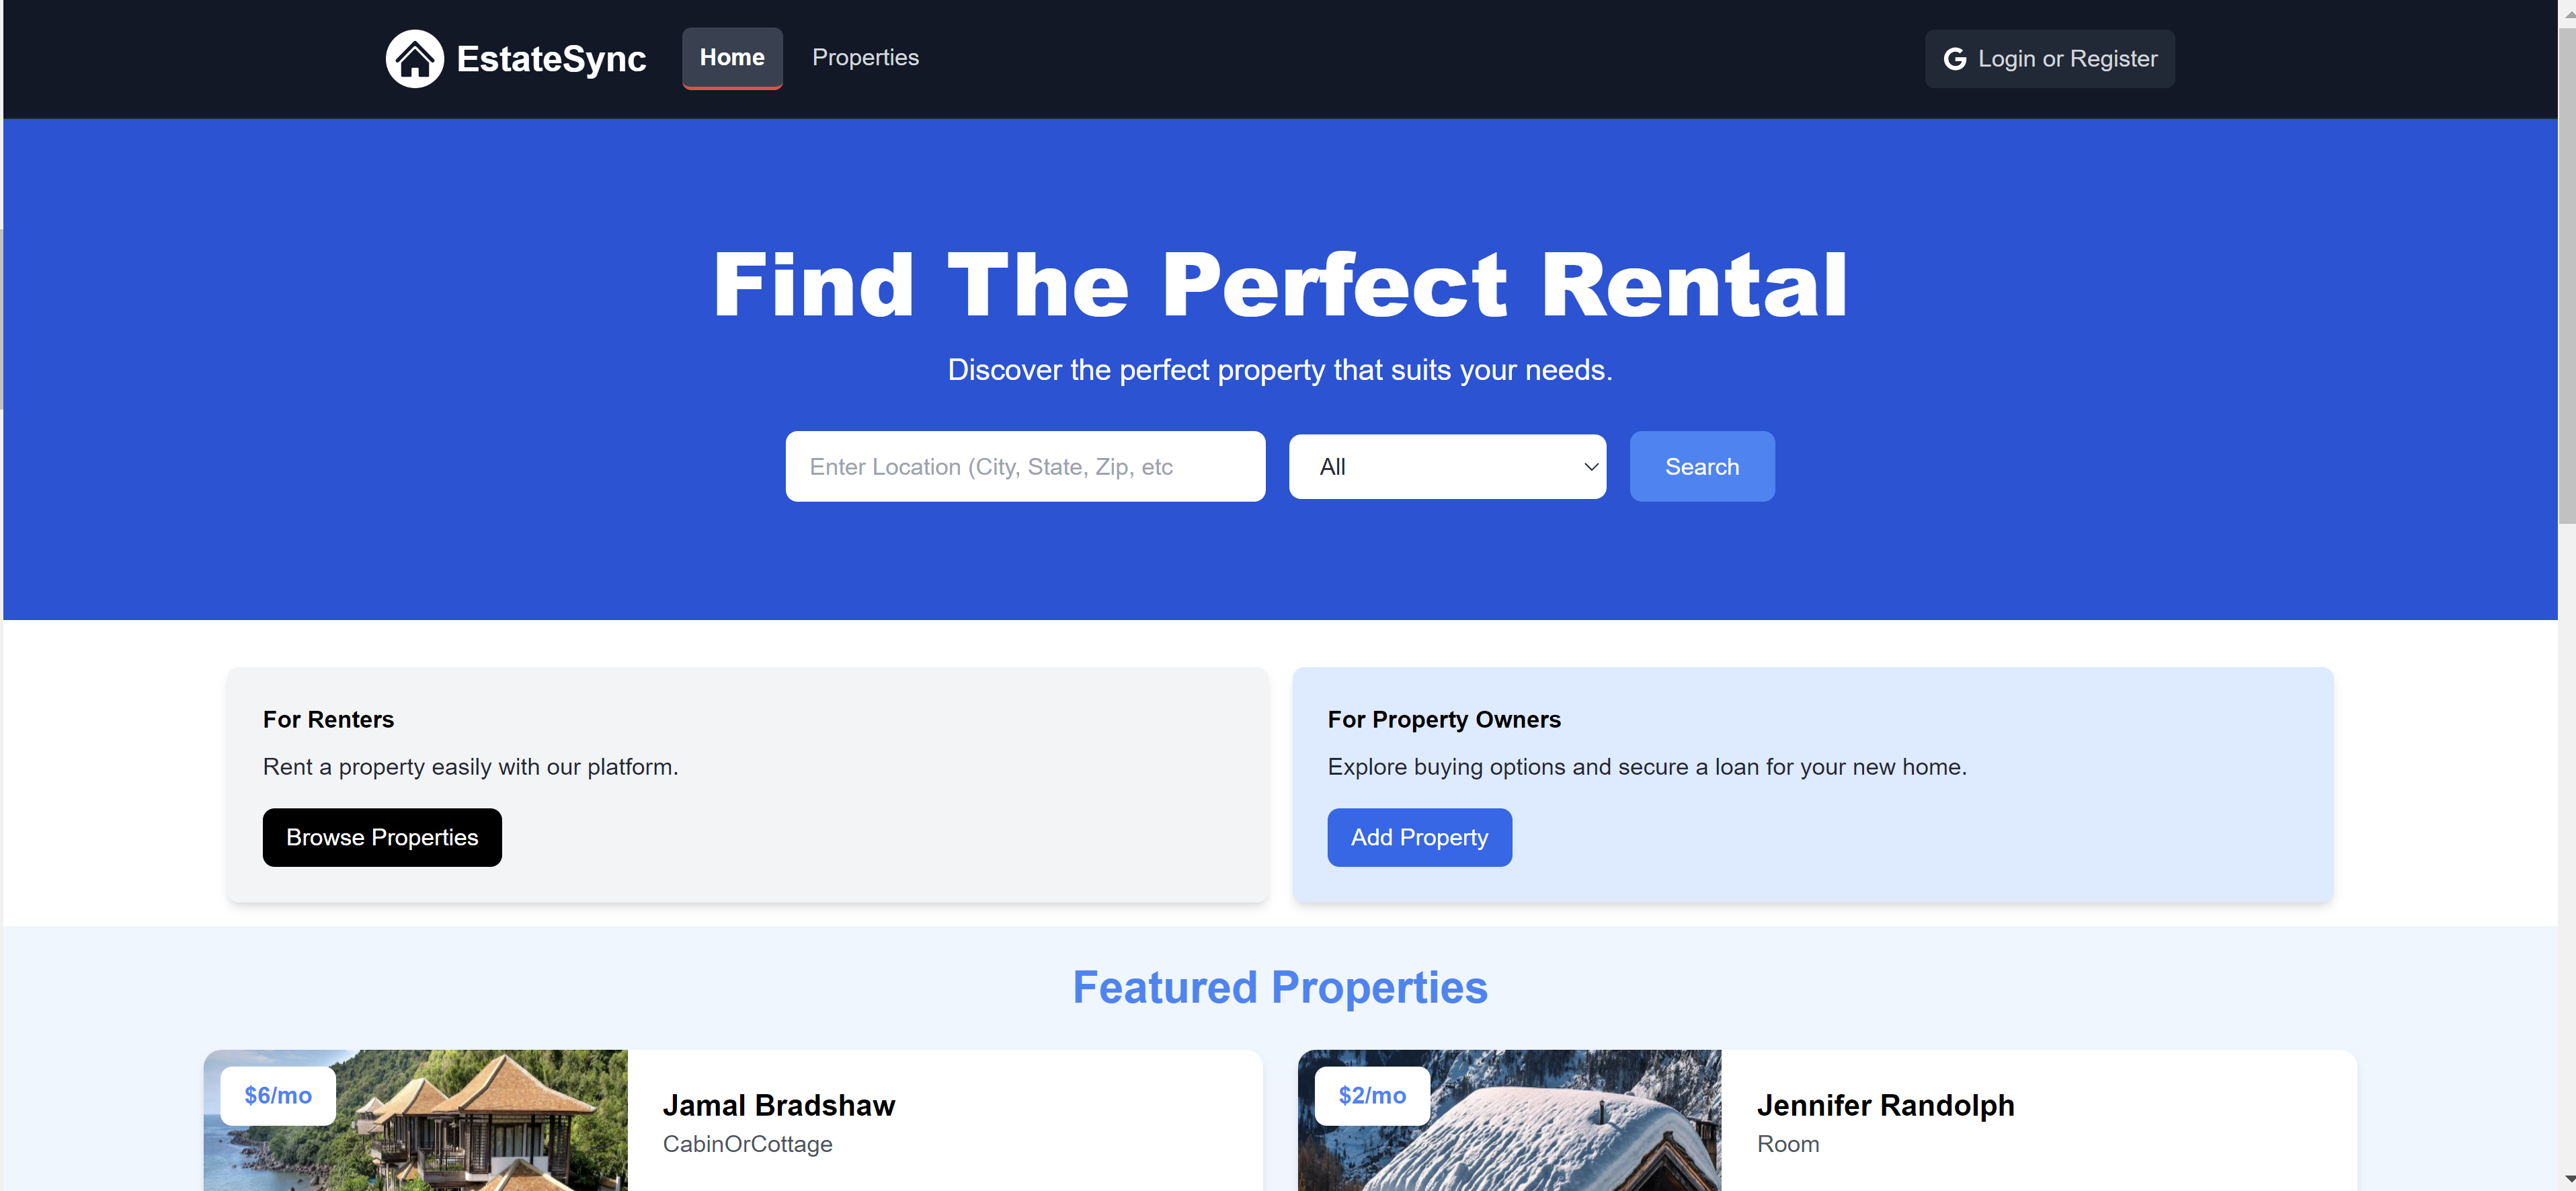 EstateSync
Home
Properties
Login or Register
Find The Perfect Rental
Discover the perfect property that suits your needs.
Enter Location (City, State, Zip, etc
All
Search
For Renters
Rent a property easily with our platform.
Browse Properties
For Property Owners
Explore buying options and secure a loan for your new home.
Add Property
Featured Properties
$6/mo
Jamal Bradshaw
CabinOrCottage
$2/mo
Jennifer Randolph
Room